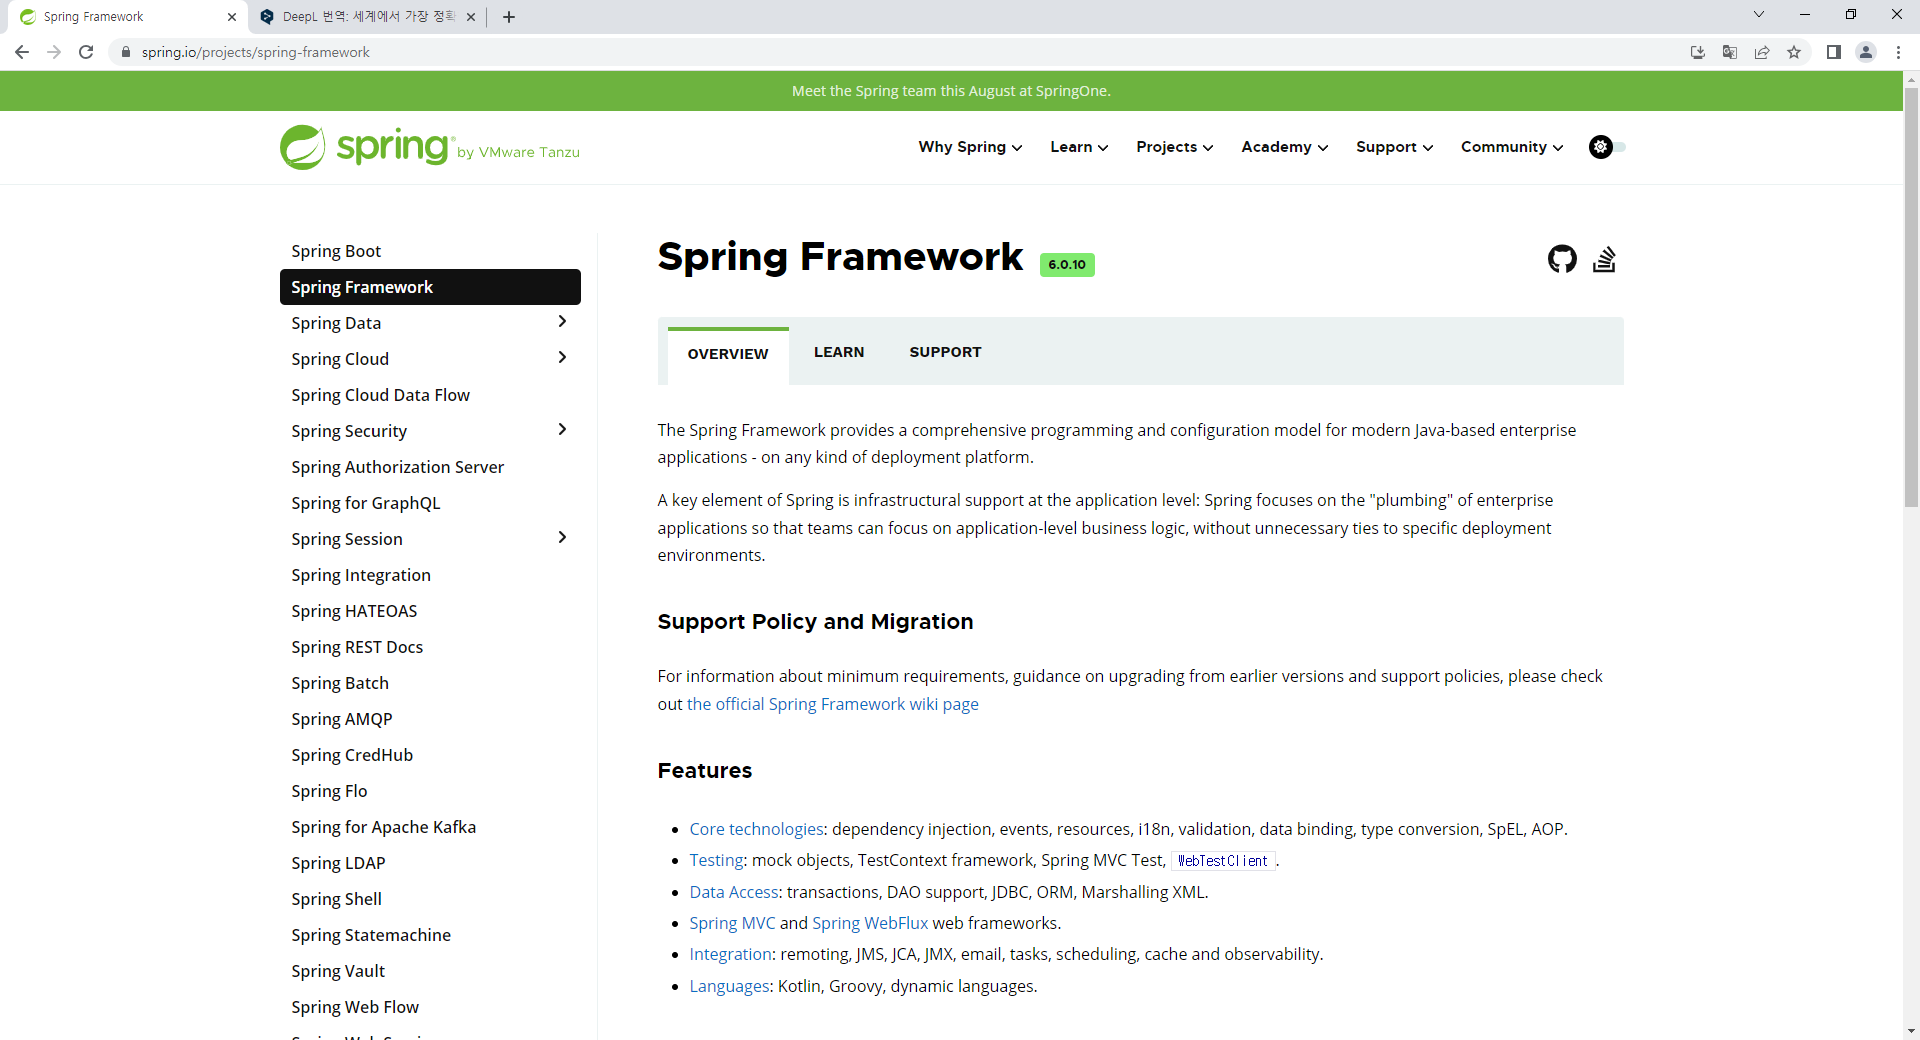 Spring Framework
DeepL 번역: 세계에서 가장 정확
spring.io/projects/spring-framework
Meet the Spring team this August at SpringOne.
spring® by VMware Tanzu
Why Spring
Learn
Projects
Academy
Support
Community
Spring Boot
Spring Framework
Spring Data
Spring Cloud
Spring Cloud Data Flow
Spring Security
Spring Authorization Server
Spring for GraphQL
Spring Session
Spring Integration
Spring HATEOAS
Spring REST Docs
Spring Batch
Spring AMQP
Spring CredHub
Spring Flo
Spring for Apache Kafka
Spring LDAP
Spring Shell
Spring Statemachine
Spring Vault
Spring Web Flow
Spring Framework 6.0.10
OVERVIEW
LEARN
SUPPORT
The Spring Framework provides a comprehensive programming and configuration model for modern Java-based enterprise
applications - on any kind of deployment platform.
A key element of Spring is infrastructural support at the application level: Spring focuses on the "plumbing" of enterprise
applications so that teams can focus on application-level business logic, without unnecessary ties to specific deployment
environments.
Support Policy and Migration
For information about minimum requirements, guidance on upgrading from earlier versions and support policies, please check
out the official Spring Framework wiki page
Features
Core technologies: dependency injection, events, resources, i18n, validation, data binding, type conversion, SpEL, AOP.
Testing: mock objects, TestContext framework, Spring MVC Test, WebTestClient.
Data Access: transactions, DAO support, JDBC, ORM, Marshalling XML.
Spring MVC and Spring WebFlux web frameworks.
Integration: remoting, JMS, JCA, JMX, email, tasks, scheduling, cache and observability.
Languages: Kotlin, Groovy, dynamic languages.